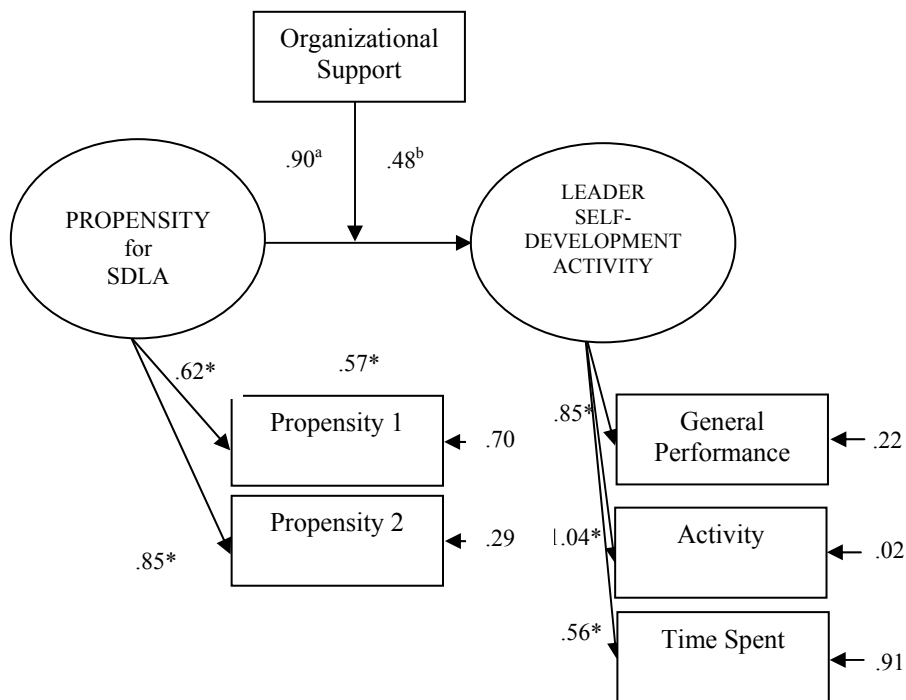 Organizational
Support
.90a
.48b
PROPENSITY
for
SDLA
LEADER
SELF-
DEVELOPMENT
ACTIVITY
.62*
.57*
Propensity 1
.70
Propensity 2
.29
.85*
.85*
General
Performance
.22
1.04*
Activity
.02
.56*
Time Spent
.91